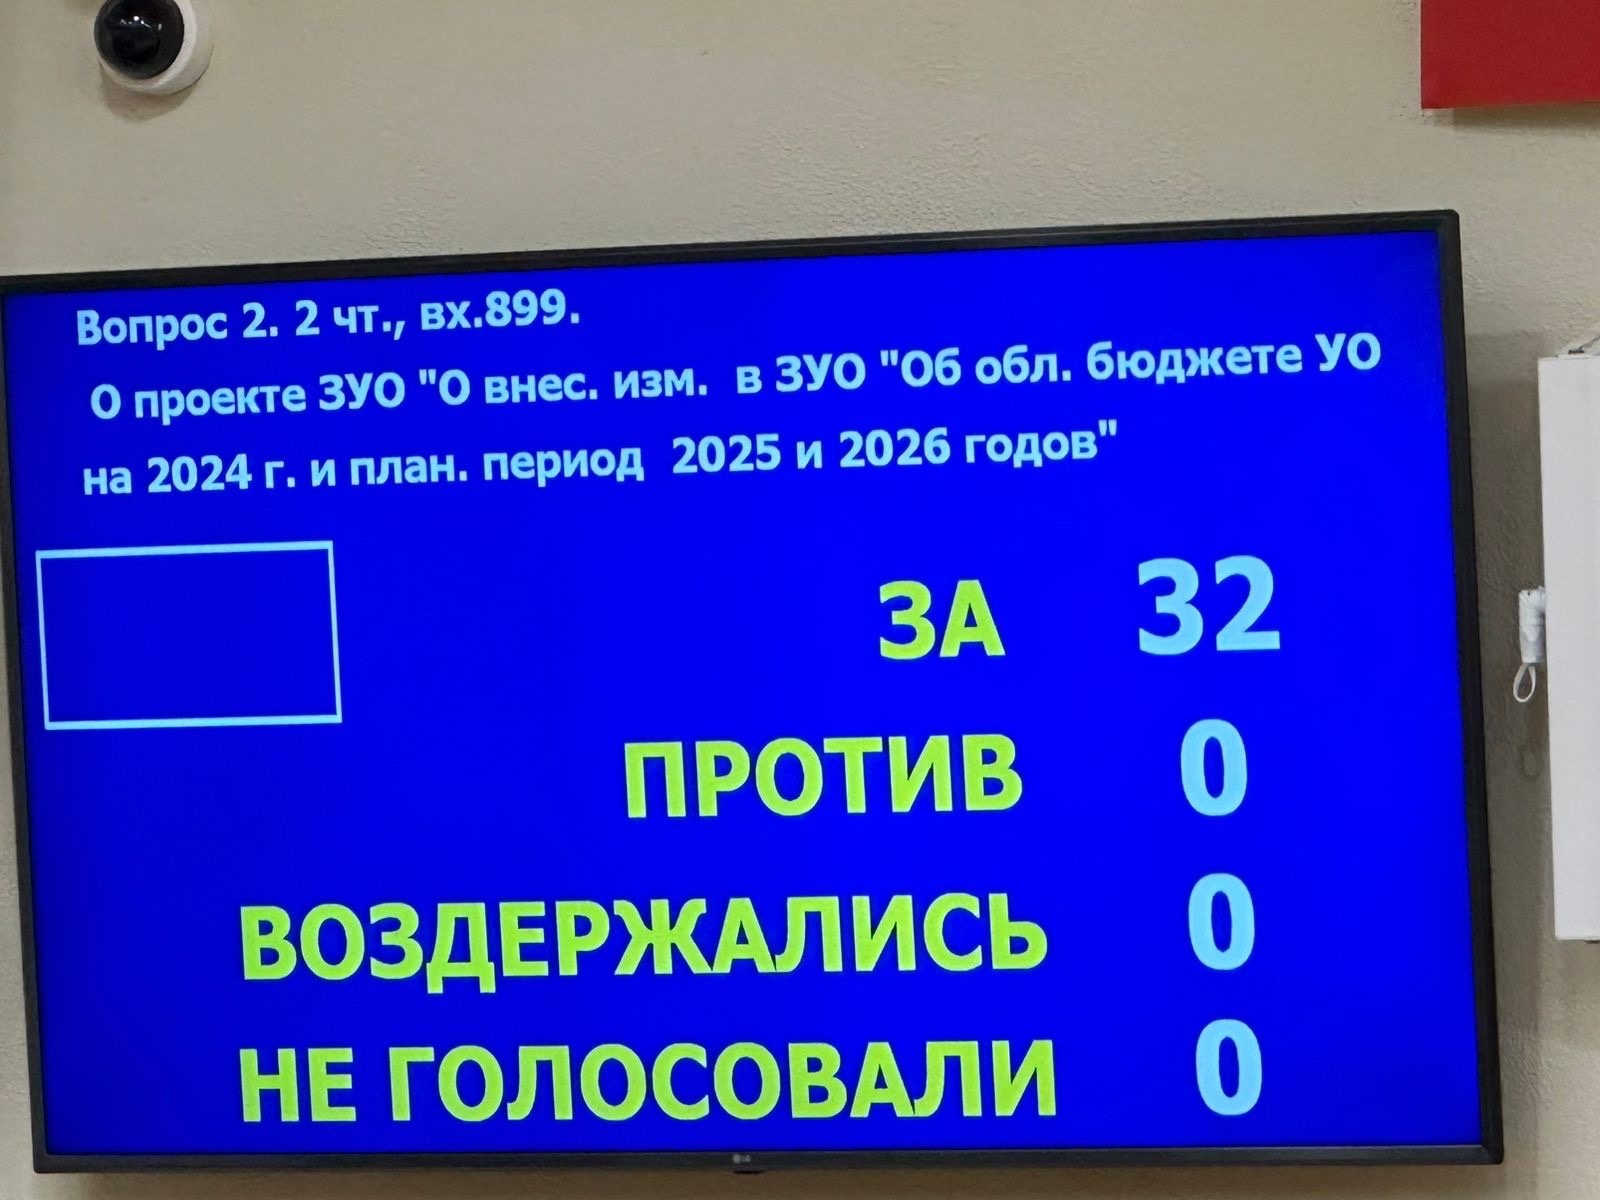 Вопрос 2. 2 чт., вх.899.
О проекте ЗУО "О внес. изм. в ЗУО "Об обл. бюджете УО
на 2024 г. и план. период 2025 и 2026 годов"
ЗА 32
ПРОТИВ 0
ВОЗДЕРЖАЛИСЬ 0
НЕ ГОЛОСОВАЛИ 0
LG